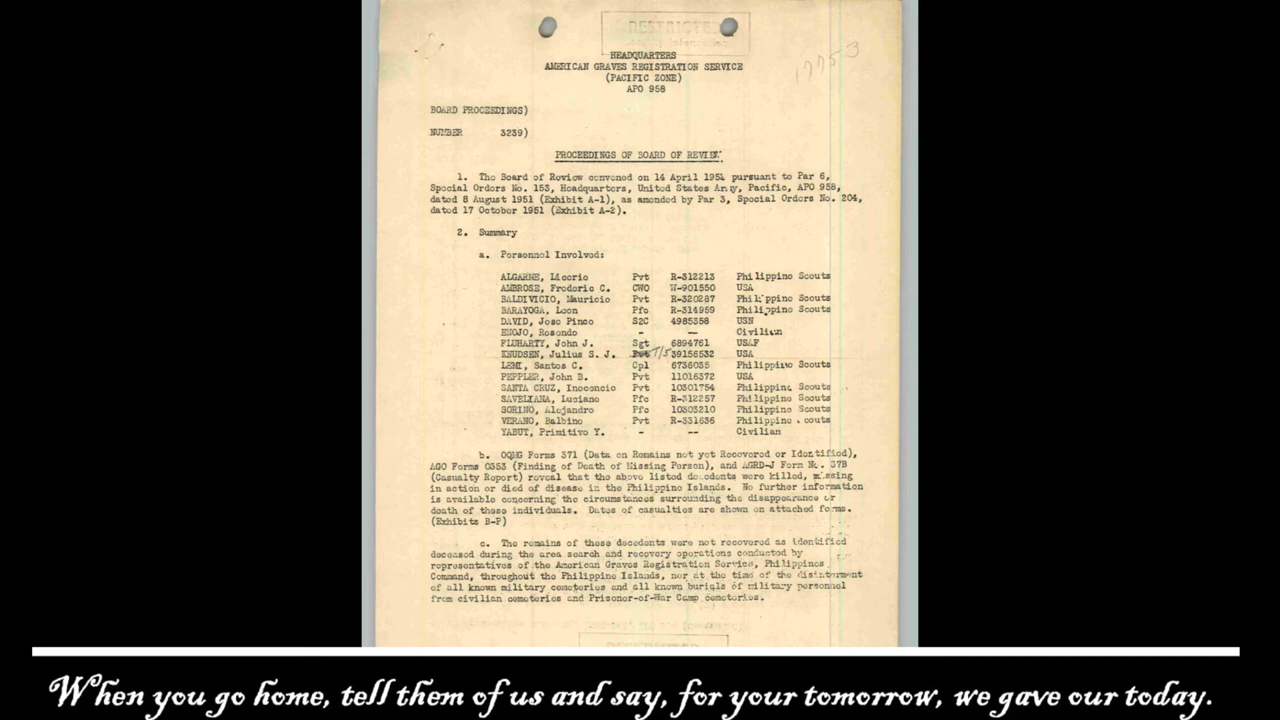 RESTRICTED
HEADQUARTERS
AMERICAN GRAVES REGISTRATION SERVICE
(PACIFIC ZONE)
APO 958
17753
BOARD PROCEEDINGS)
NUMBER 3239)
PROCEEDINGS OF BOARD OF REVIEW
1. The Board of Review convened on 14 April 1951 pursuant to Par 6,
Special Orders No. 153, Headquarters, United States Army, Pacific, APO 958,
dated 8 August 1951 (Exhibit A-1), as amended by Par 3, Special Orders No. 204,
dated 17 October 1951 (Exhibit A-2).
2. Summary
a. Personnel Involved:
ALGARNE, Licerio Pvt R-312213 Philippine Scouts
AMBROSE, Frederic C. CWO W-901550 USA
BALDIVICIO, Mauricio Pvt R-320287 Philippine Scouts
BARAYOGA, Leon Pfc R-314959 Philippine Scouts
DAVID, Jose Pinco S2C 4985358 USN
ENOJO, Rosendo - -- Civilian
FLUHARTY, John J. Sgt 6894761 USAF
KNUDSEN, Julius S. J. Pvt T/5 39156532 USA
LEMI, Santos C. Cpl 6736035 Philippine Scouts
PEPPLER, John B. Pvt 11016372 USA
SANTA CRUZ, Inocencio Pvt 10301754 Philippine Scouts
SAVELIANA, Luciano Pfc R-312257 Philippine Scouts
SORINO, Alejandro Pfc 10303210 Philippine Scouts
VERANO, Balbino Pvt R-331636 Philippine Scouts
YABUT, Primitivo Y. - -- Civilian
b. OQMG Forms 371 (Data on Remains not yet Recovered or Identified),
AGO Forms 0353 (Finding of Death of Missing Person), and AGRD-J Form No. 37B
(Casualty Report) reveal that the above listed decedents were killed, missing
in action or died of disease in the Philippine Islands. No further information
is available concerning the circumstances surrounding the disappearance or
death of these individuals. Dates of casualties are shown on attached forms.
(Exhibits B-P)
c. The remains of these decedents were not recovered as identified
deceased during the area search and recovery operations conducted by
representatives of the American Graves Registration Service, Philippines
Command, throughout the Philippine Islands, nor at the time of the disinterment
of all known military cemeteries and all known burials of military personnel
from civilian cemeteries and Prisoner-of-War Camp cemeteries.
When you go home, tell them of us and say, for your tomorrow, we gave our today.